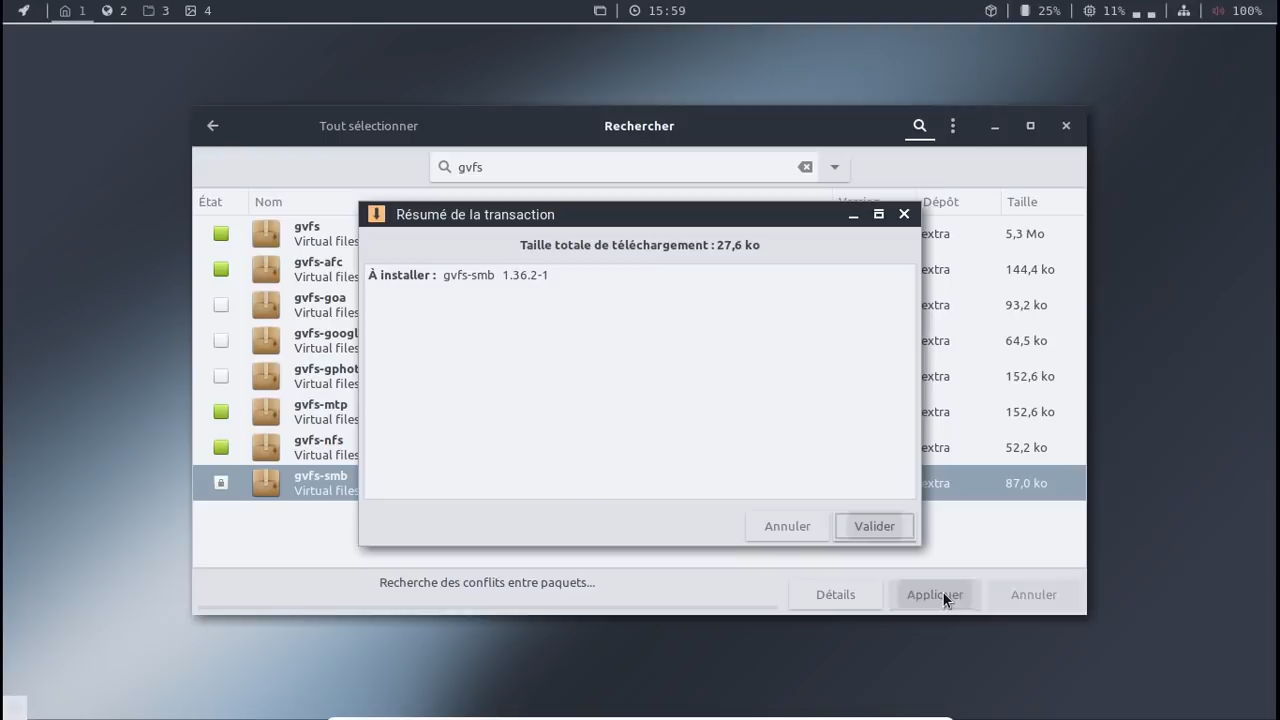 1 2 3 4 15:59 25% 11% 100%
Tout sélectionner Rechercher
gvfs
État Nom Dépôt Taille
Résumé de la transaction
Taille totale de téléchargement : 27,6 ko
À installer : gvfs-smb 1.36.2-1
gvfs
Virtual files
extra 5,3 Mo
gvfs-afc
Virtual files
extra 144,4 ko
gvfs-goa
Virtual files
extra 93,2 ko
gvfs-googl
Virtual files
extra 64,5 ko
gvfs-gphot
Virtual files
extra 152,6 ko
gvfs-mtp
Virtual files
extra 152,6 ko
gvfs-nfs
Virtual files
extra 52,2 ko
gvfs-smb
Virtual files
extra 87,0 ko
Annuler Valider
Recherche des conflits entre paquets...
Détails Appliquer Annuler